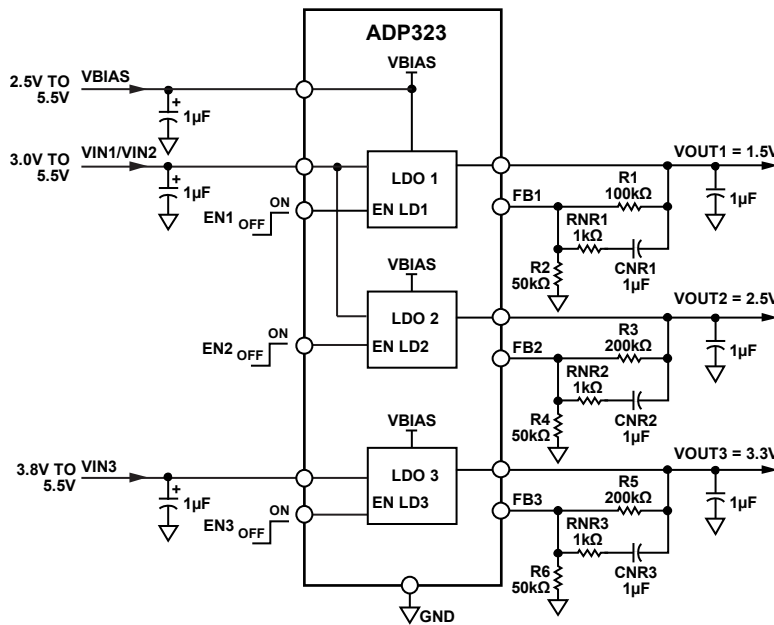 ADP323
VBIAS
2.5V TO
5.5V
VBIAS
+
1µF
3.0V TO
5.5V
VIN1/VIN2
+
1µF
LDO 1
EN LD1
EN1
OFF
ON
VOUT1 = 1.5V
R1
100kΩ
1µF
FB1
RNR1
1kΩ
CNR1
1µF
R2
50kΩ
VBIAS
LDO 2
EN LD2
EN2
OFF
ON
VOUT2 = 2.5V
R3
200kΩ
1µF
FB2
RNR2
1kΩ
CNR2
1µF
R4
50kΩ
VBIAS
3.8V TO
5.5V
VIN3
+
1µF
LDO 3
EN LD3
EN3
OFF
ON
VOUT3 = 3.3V
R5
200kΩ
1µF
FB3
RNR3
1kΩ
CNR3
1µF
R6
50kΩ
GND